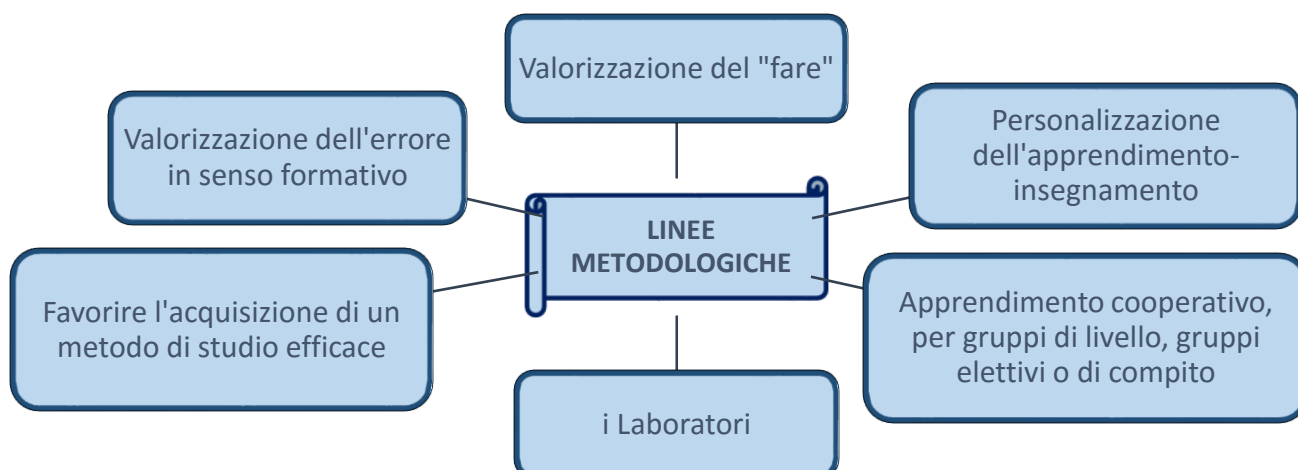 Valorizzazione del "fare"
Valorizzazione dell'errore
in senso formativo
Personalizzazione
dell'apprendimento-
insegnamento
LINEE
METODOLOGICHE
Favorire l'acquisizione di un
metodo di studio efficace
Apprendimento cooperativo,
per gruppi di livello, gruppi
elettivi o di compito
i Laboratori